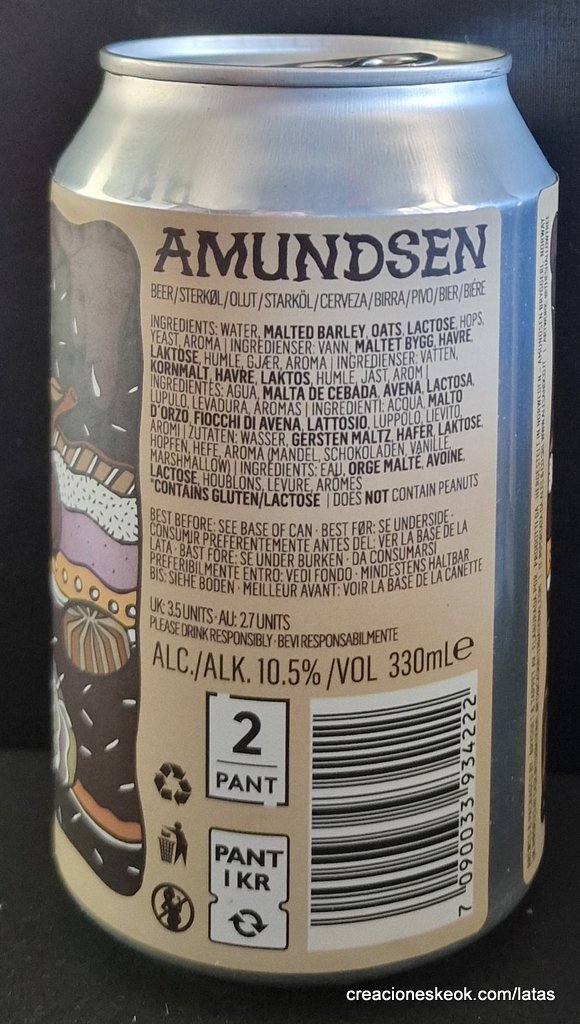 AMUNDSEN
BEER/STERKØL/OLUT/STARKÖL/CERVEZA/BIRRA/PIVO/BIER/BIÈRE
INGREDIENTS: WATER, MALTED BARLEY, OATS, LACTOSE, HOPS,
YEAST, AROMA | INGREDIENSER: VANN, MALTET BYGG, HAVRE,
LAKTOSE, HUMLE, GJÆR, AROMA | INGREDIENSER: VATTEN,
KORNMALT, HAVRE, LAKTOS, HUMLE, JÄST, AROM |
INGREDIENTES: AGUA, MALTA DE CEBADA, AVENA, LACTOSA,
LUPULO, LEVADURA, AROMAS | INGREDIENTI: ACQUA, MALTO
D'ORZO, FIOCCHI DI AVENA, LATTOSIO, LUPPOLO, LIEVITO,
AROMI | ZUTATEN: WASSER, GERSTEN MALTZ, HAFER, LAKTOSE,
HOPFEN, HEFE, AROMA (MANDEL, SCHOKOLADEN, VANILLE,
MARSHMALLOW) | INGRÉDIENTS: EAU, ORGE MALTÉ, AVOINE,
LACTOSE, HOUBLONS, LEVURE, ARÔMES
*CONTAINS GLUTEN/LACTOSE | DOES NOT CONTAIN PEANUTS
BEST BEFORE: SEE BASE OF CAN · BEST FØR: SE UNDERSIDE ·
CONSUMIR PREFERENTEMENTE ANTES DEL: VER LA BASE DE LA
LATA · BAST FÖRE: SE UNDER BURKEN · DA CONSUMARSI
PREFERIBILMENTE ENTRO: VEDI FONDO · MINDESTENS HALTBAR
BIS: SIEHE BODEN · MEILLEUR AVANT: VOIR LA BASE DE LA CANETTE
UK: 3.5 UNITS · AU: 2.7 UNITS
PLEASE DRINK RESPONSIBLY · BEVI RESPONSABILMENTE
ALC./ALK. 10.5% /VOL 330mL e
2
PANT
PANT
1 KR
7 090033 934222
creacioneskeok.com/latas